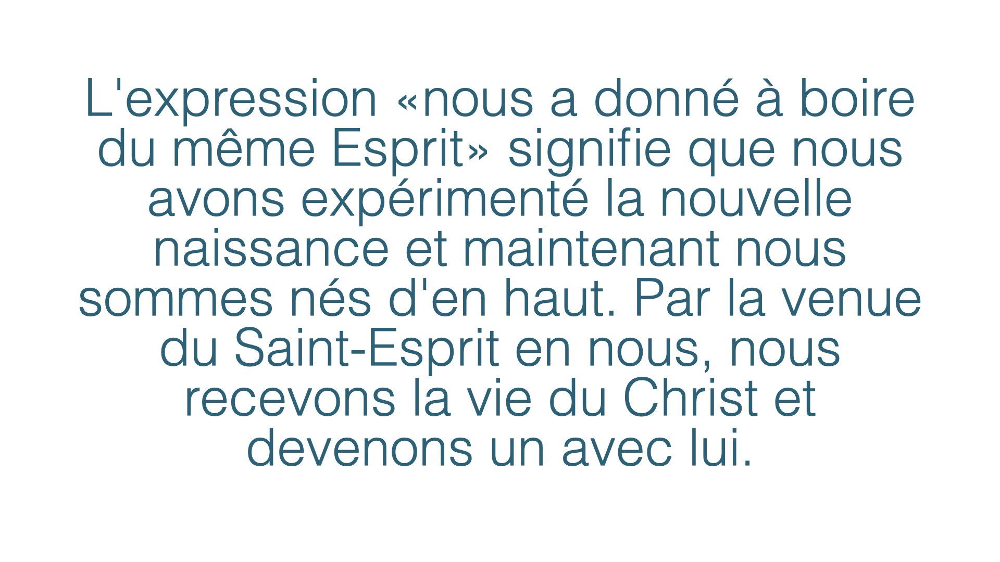 L'expression «nous a donné à boire
du même Esprit» signifie que nous
avons expérimenté la nouvelle
naissance et maintenant nous
sommes nés d'en haut. Par la venue
du Saint-Esprit en nous, nous
recevons la vie du Christ et
devenons un avec lui.